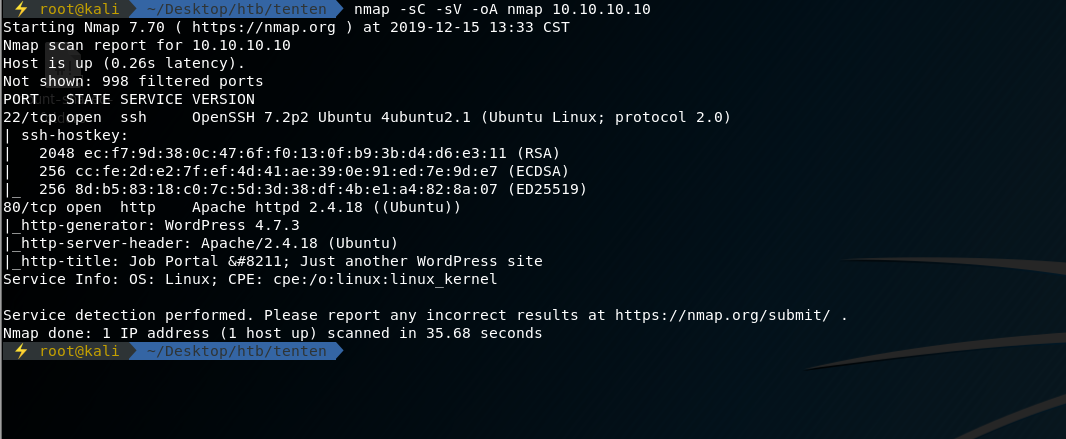 ⚡ root@kali ~/Desktop/htb/tenten nmap -sC -sV -oA nmap 10.10.10.10
Starting Nmap 7.70 ( https://nmap.org ) at 2019-12-15 13:33 CST
Nmap scan report for 10.10.10.10
Host is up (0.26s latency).
Not shown: 998 filtered ports
PORT   STATE SERVICE VERSION
22/tcp open  ssh     OpenSSH 7.2p2 Ubuntu 4ubuntu2.1 (Ubuntu Linux; protocol 2.0)
| ssh-hostkey:
|   2048 ec:f7:9d:38:0c:47:6f:f0:13:0f:b9:3b:d4:d6:e3:11 (RSA)
|   256 cc:fe:2d:e2:7f:ef:4d:41:ae:39:0e:91:ed:7e:9d:e7 (ECDSA)
|_  256 8d:b5:83:18:c0:7c:5d:3d:38:df:4b:e1:a4:82:8a:07 (ED25519)
80/tcp open  http    Apache httpd 2.4.18 ((Ubuntu))
|_http-generator: WordPress 4.7.3
|_http-server-header: Apache/2.4.18 (Ubuntu)
|_http-title: Job Portal &#8211; Just another WordPress site
Service Info: OS: Linux; CPE: cpe:/o:linux:linux_kernel

Service detection performed. Please report any incorrect results at https://nmap.org/submit/ .
Nmap done: 1 IP address (1 host up) scanned in 35.68 seconds
⚡ root@kali ~/Desktop/htb/tenten